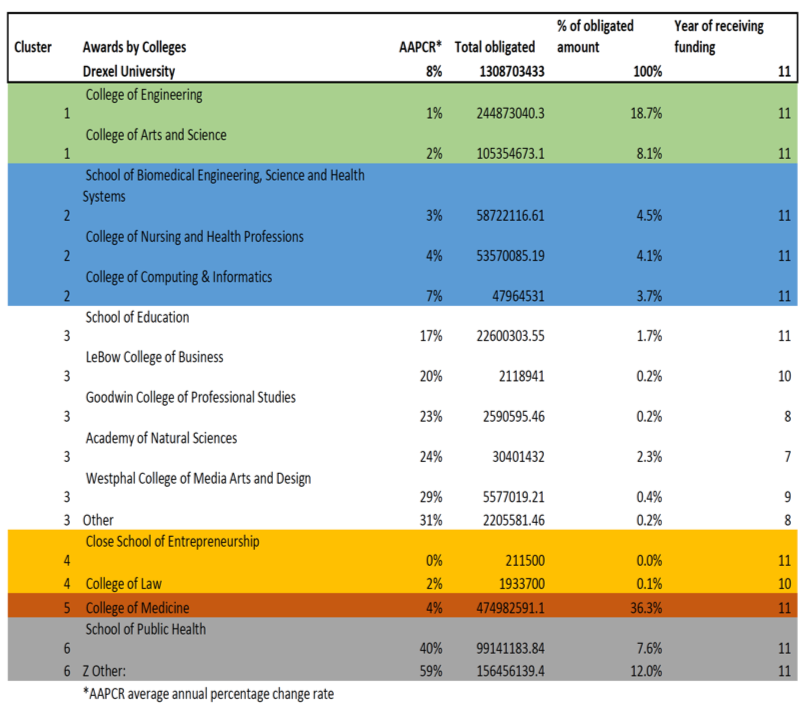 Cluster Awards by Colleges AAPCR* Total obligated % of obligated amount Year of receiving funding
Drexel University 8% 1308703433 100% 11
1 College of Engineering 1% 244873040.3 18.7% 11
1 College of Arts and Science 2% 105354673.1 8.1% 11
2 School of Biomedical Engineering, Science and Health Systems 3% 58722116.61 4.5% 11
2 College of Nursing and Health Professions 4% 53570085.19 4.1% 11
2 College of Computing & Informatics 7% 47964531 3.7% 11
3 School of Education 17% 22600303.55 1.7% 11
3 LeBow College of Business 20% 2118941 0.2% 10
3 Goodwin College of Professional Studies 23% 2590595.46 0.2% 8
3 Academy of Natural Sciences 24% 30401432 2.3% 7
3 Westphal College of Media Arts and Design 29% 5577019.21 0.4% 9
3 Other 31% 2205581.46 0.2% 8
4 Close School of Entrepreneurship 0% 211500 0.0% 11
4 College of Law 2% 1933700 0.1% 10
5 College of Medicine 4% 474982591.1 36.3% 11
6 School of Public Health 40% 99141183.84 7.6% 11
6 Z Other: 59% 156456139.4 12.0% 11
*AAPCR average annual percentage change rate